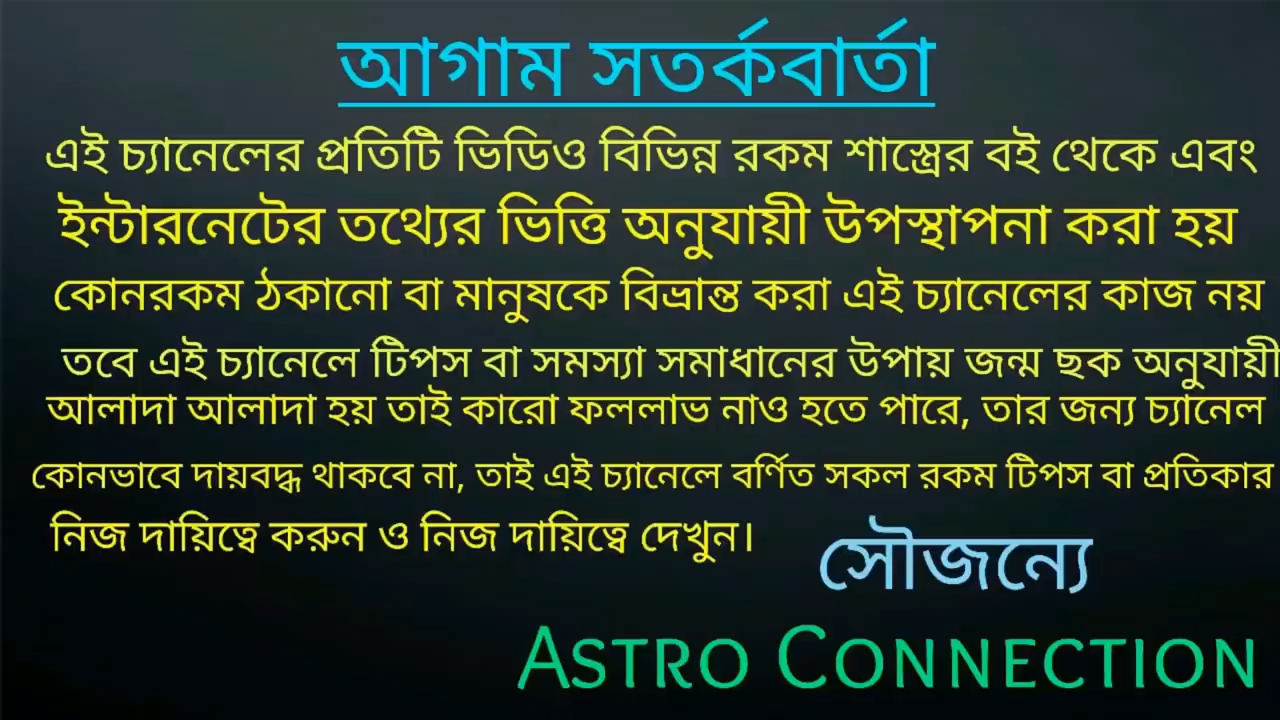 আগাম সতর্কবার্তা
এই চ্যানেলের প্রতিটি ভিডিও বিভিন্ন রকম শাস্ত্রের বই থেকে এবং
ইন্টারনেটের তথ্যের ভিত্তি অনুযায়ী উপস্থাপনা করা হয়
কোনরকম ঠকানো বা মানুষকে বিভ্রান্ত করা এই চ্যানেলের কাজ নয়
তবে এই চ্যানেলে টিপস বা সমস্যা সমাধানের উপায় জন্ম ছক অনুযায়ী
আলাদা আলাদা হয় তাই কারো ফললাভ নাও হতে পারে, তার জন্য চ্যানেল
কোনভাবে দায়বদ্ধ থাকবে না, তাই এই চ্যানেলে বর্ণিত সকল রকম টিপস বা প্রতিকার
নিজ দায়িত্বে করুন ও নিজ দায়িত্বে দেখুন।
সৌজন্যে
ASTRO CONNECTION